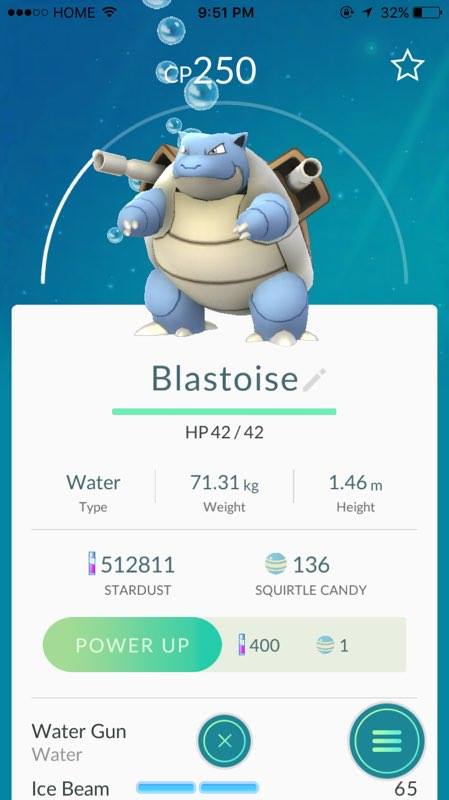 HOME 9:51 PM 32%
CP250
Blastoise
HP 42 / 42
Water 71.31 kg 1.46 m
Type Weight Height
512811 136
STARDUST SQUIRTLE CANDY
POWER UP 400 1
Water Gun
Water
Ice Beam 65